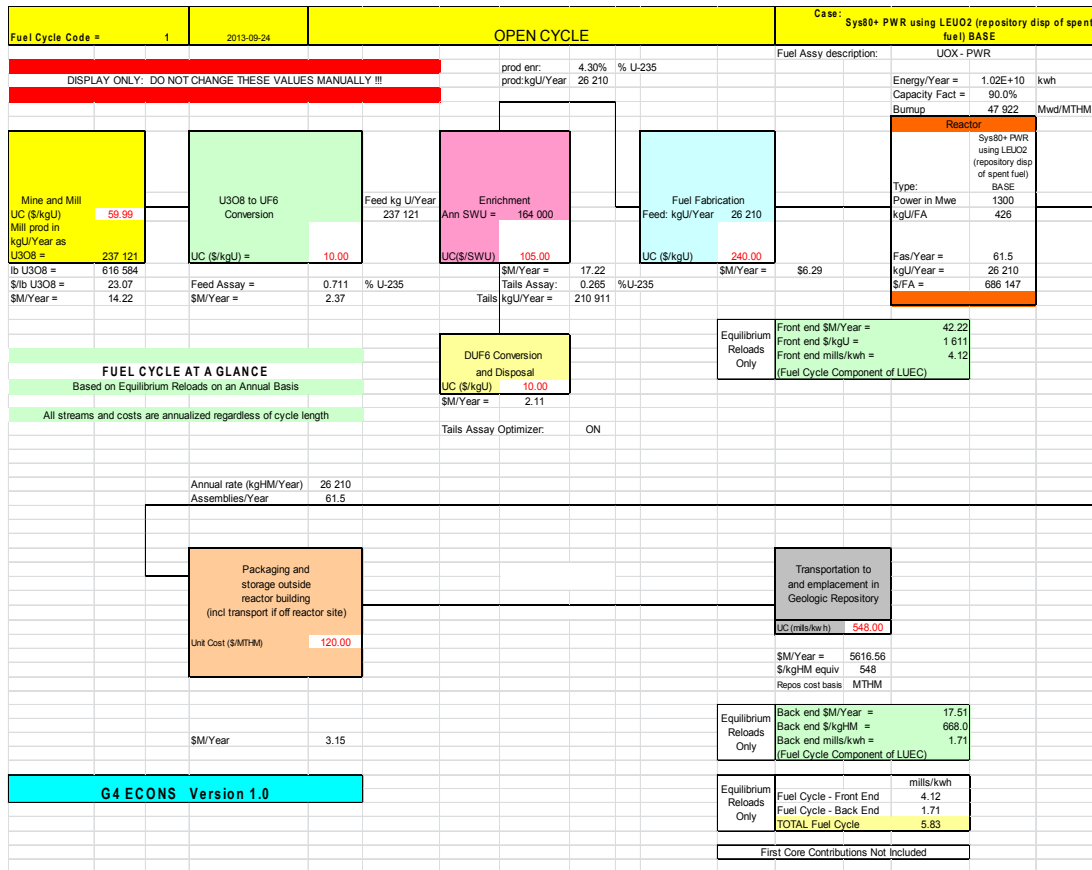 Case:
Fuel Cycle Code = 1 2013-09-24 OPEN CYCLE Sys80+ PWR using LEUO2 (repository disp of spent
fuel) BASE
Fuel Assy description: UOX - PWR
prod enr: 4.30% % U-235
DISPLAY ONLY: DO NOT CHANGE THESE VALUES MANUALLY !!! prod:kgU/Year 26 210 Energy/Year = 1.02E+10 kwh
Capacity Fact = 90.0%
Burnup 47 922 Mwd/MTHM
Reactor
Sys80+ PWR
using LEUO2
(repository disp
of spent fuel)
Type: BASE
Mine and Mill U3O8 to UF6 Feed kg U/Year Enrichment Fuel Fabrication Power in Mwe 1300
UC ($/kgU) 59.99 Conversion 237 121 Ann SWU = 164 000 Feed: kgU/Year 26 210 kgU/FA 426
Mill prod in
kgU/Year as
U3O8 = 237 121 UC ($/kgU) = 10.00 UC($/SWU) 105.00 UC ($/kgU) 240.00 Fas/Year = 61.5
lb U3O8 = 616 584 $M/Year = 17.22 $M/Year = $6.29 kgU/Year = 26 210
$/lb U3O8 = 23.07 Feed Assay = 0.711 % U-235 Tails Assay: 0.265 %U-235 $/FA = 686 147
$M/Year = 14.22 $M/Year = 2.37 Tails kgU/Year = 210 911
Equilibrium Front end $M/Year = 42.22
Reloads Front end $/kgU = 1 611
Only Front end mills/kwh = 4.12
(Fuel Cycle Component of LUEC)
DUF6 Conversion
FUEL CYCLE AT A GLANCE and Disposal
Based on Equilibrium Reloads on an Annual Basis UC ($/kgU) 10.00
$M/Year = 2.11
All streams and costs are annualized regardless of cycle length
Tails Assay Optimizer: ON
Annual rate (kgHM/Year) 26 210
Assemblies/Year 61.5
Packaging and
storage outside
reactor building
(incl transport if off reactor site)
Unit Cost ($/MTHM) 120.00
Transportation to
and emplacement in
Geologic Repository
UC (mills/kwh) 548.00
$M/Year = 5616.56
$/kgHM equiv 548
Repos cost basis MTHM
Equilibrium Back end $M/Year = 17.51
Reloads Back end $/kgHM = 668.0
Only Back end mills/kwh = 1.71
(Fuel Cycle Component of LUEC)
$M/Year 3.15
G4 ECONS Version 1.0
mills/kwh
Equilibrium Fuel Cycle - Front End 4.12
Reloads Fuel Cycle - Back End 1.71
Only TOTAL Fuel Cycle 5.83
First Core Contributions Not Included